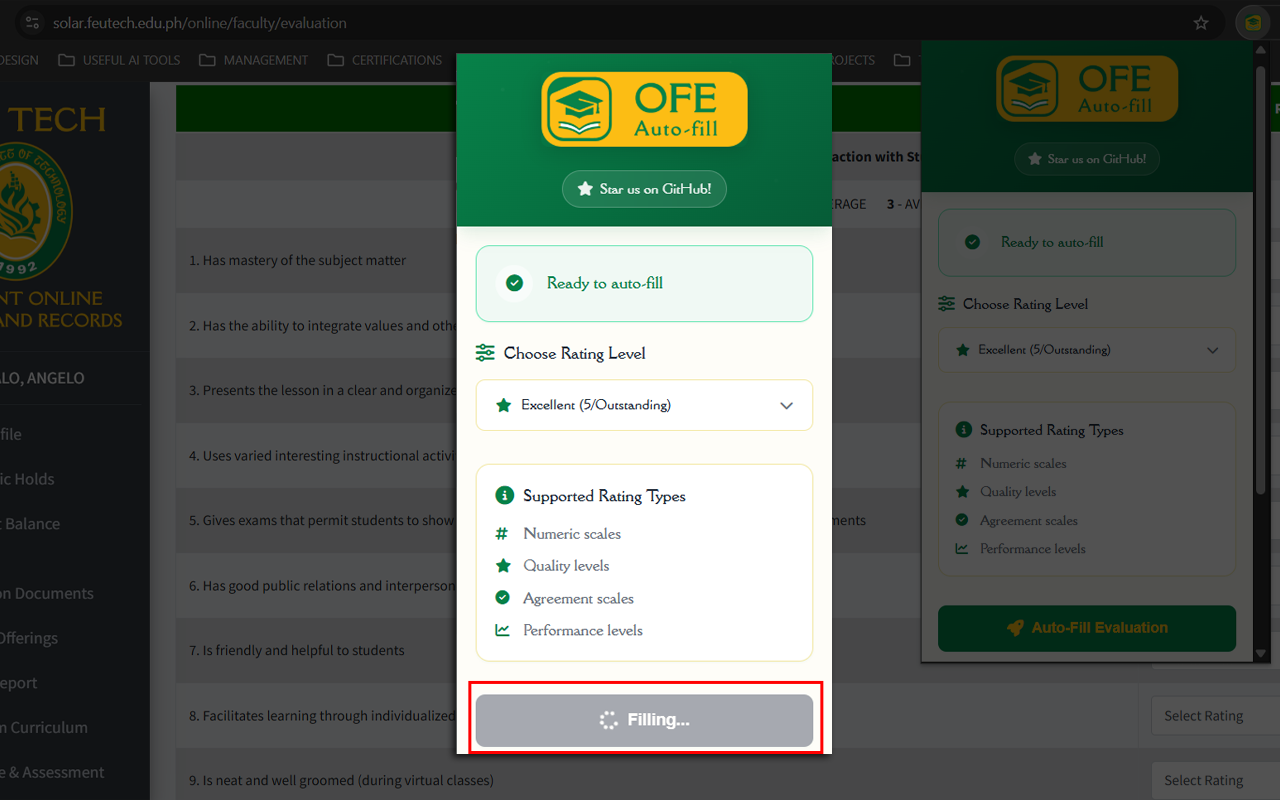 solar.feutech.edu.ph/online/faculty/evaluation
DESIGN USEFUL AI TOOLS MANAGEMENT CERTIFICATIONS ROJECTS
TECH
1992
NT ONLINE
AND RECORDS
LO, ANGELO
file
ic Holds
t Balance
on Documents
Offerings
eport
n Curriculum
e & Assessment
action with St
ERAGE 3 - AV
1. Has mastery of the subject matter
2. Has the ability to integrate values and othe
3. Presents the lesson in a clear and organize
4. Uses varied interesting instructional activi
5. Gives exams that permit students to show
ments
6. Has good public relations and interperson
7. Is friendly and helpful to students
8. Facilitates learning through individualized
Select Rating
9. Is neat and well groomed (during virtual classes)
Select Rating
OFE
Auto-fill
Star us on GitHub!
Ready to auto-fill
Choose Rating Level
Excellent (5/Outstanding)
Supported Rating Types
Numeric scales
Quality levels
Agreement scales
Performance levels
Filling...
OFE
Auto-fill
Star us on GitHub!
Ready to auto-fill
Choose Rating Level
Excellent (5/Outstanding)
Supported Rating Types
Numeric scales
Quality levels
Agreement scales
Performance levels
Auto-Fill Evaluation